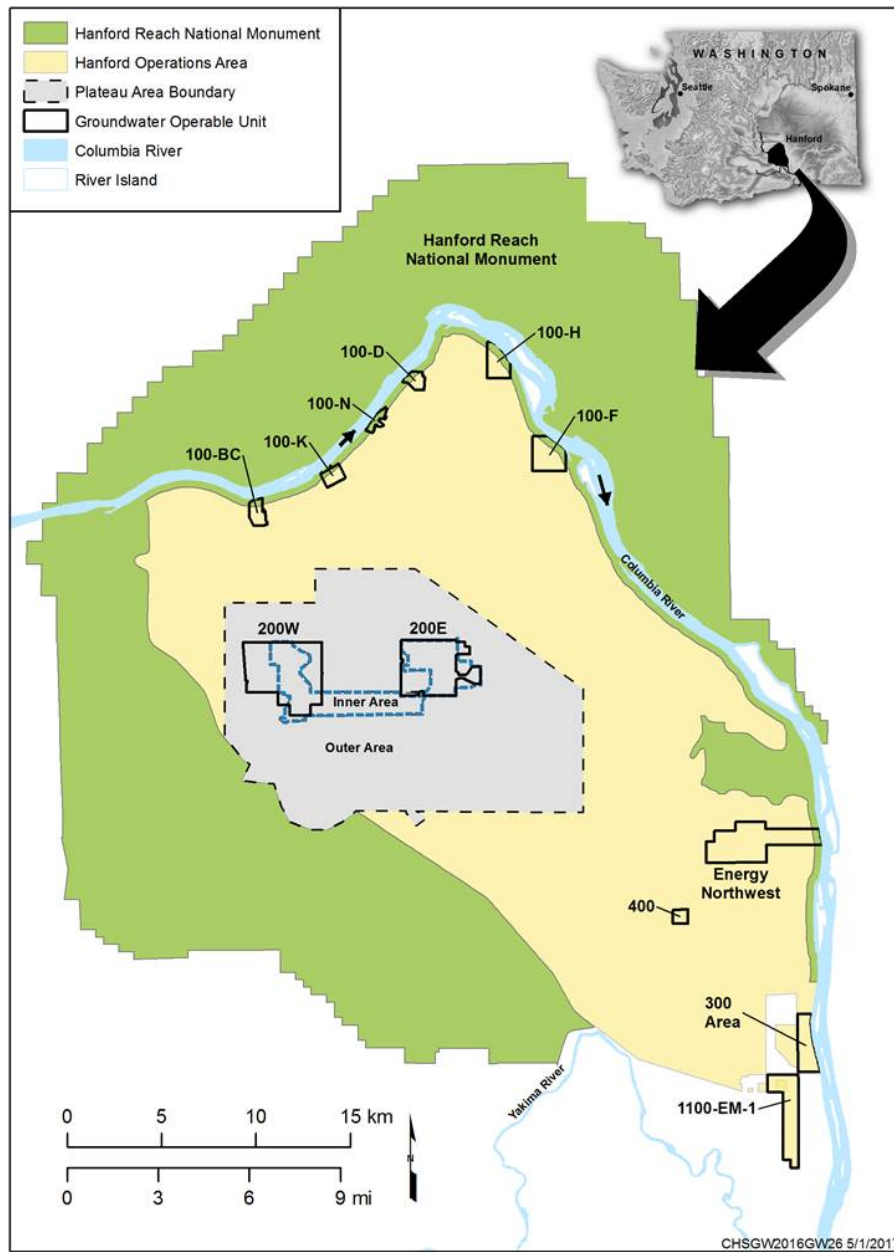 Hanford Reach National Monument
Hanford Operations Area
Plateau Area Boundary
Groundwater Operable Unit
Columbia River
River Island
WASHINGTON
Seattle
Spokane
Hanford
Hanford Reach
National Monument
100-H
100-D
100-N
100-F
100-K
100-BC
Columbia River
200W
200E
Inner Area
Outer Area
Energy
Northwest
400
300
Area
Yakima River
1100-EM-1
0 5 10 15 km
N
0 3 6 9 mi
CHSGW2016GW26 5/1/201